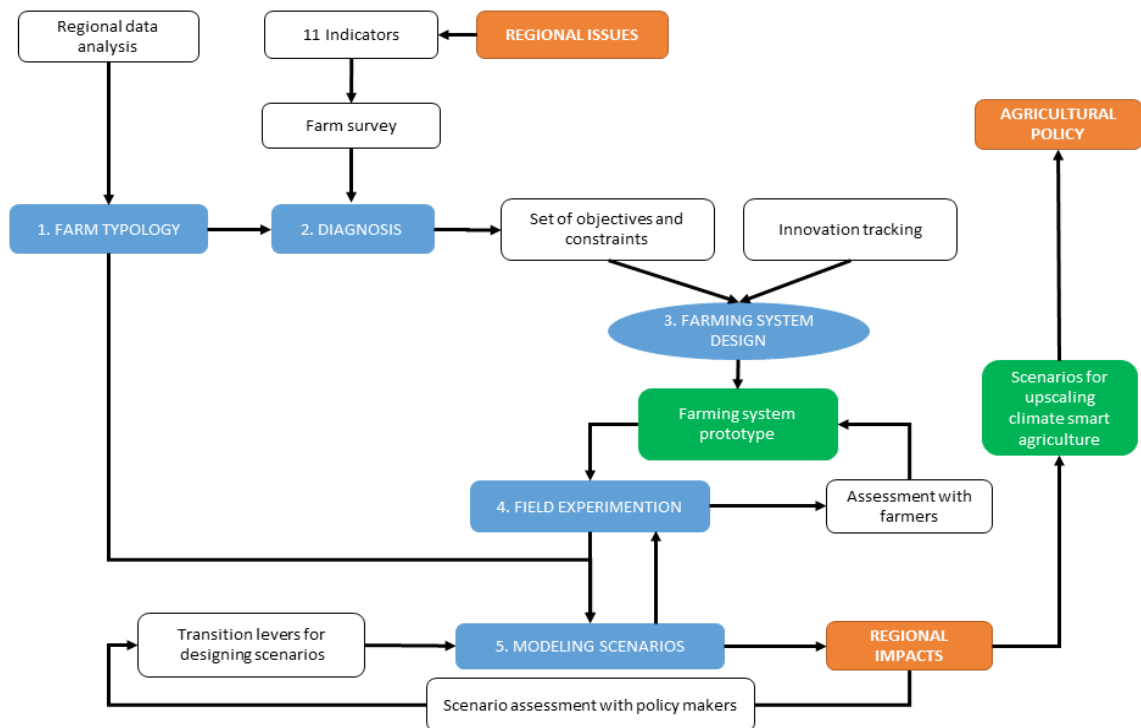 Regional data
analysis
11 Indicators
REGIONAL ISSUES
Farm survey
AGRICULTURAL
POLICY
1. FARM TYPOLOGY
2. DIAGNOSIS
Set of objectives and
constraints
Innovation tracking
3. FARMING SYSTEM
DESIGN
Farming system
prototype
Scenarios for
upscaling
climate smart
agriculture
4. FIELD EXPERIMENTION
Assessment with
farmers
Transition levers for
designing scenarios
5. MODELING SCENARIOS
REGIONAL
IMPACTS
Scenario assessment with policy makers